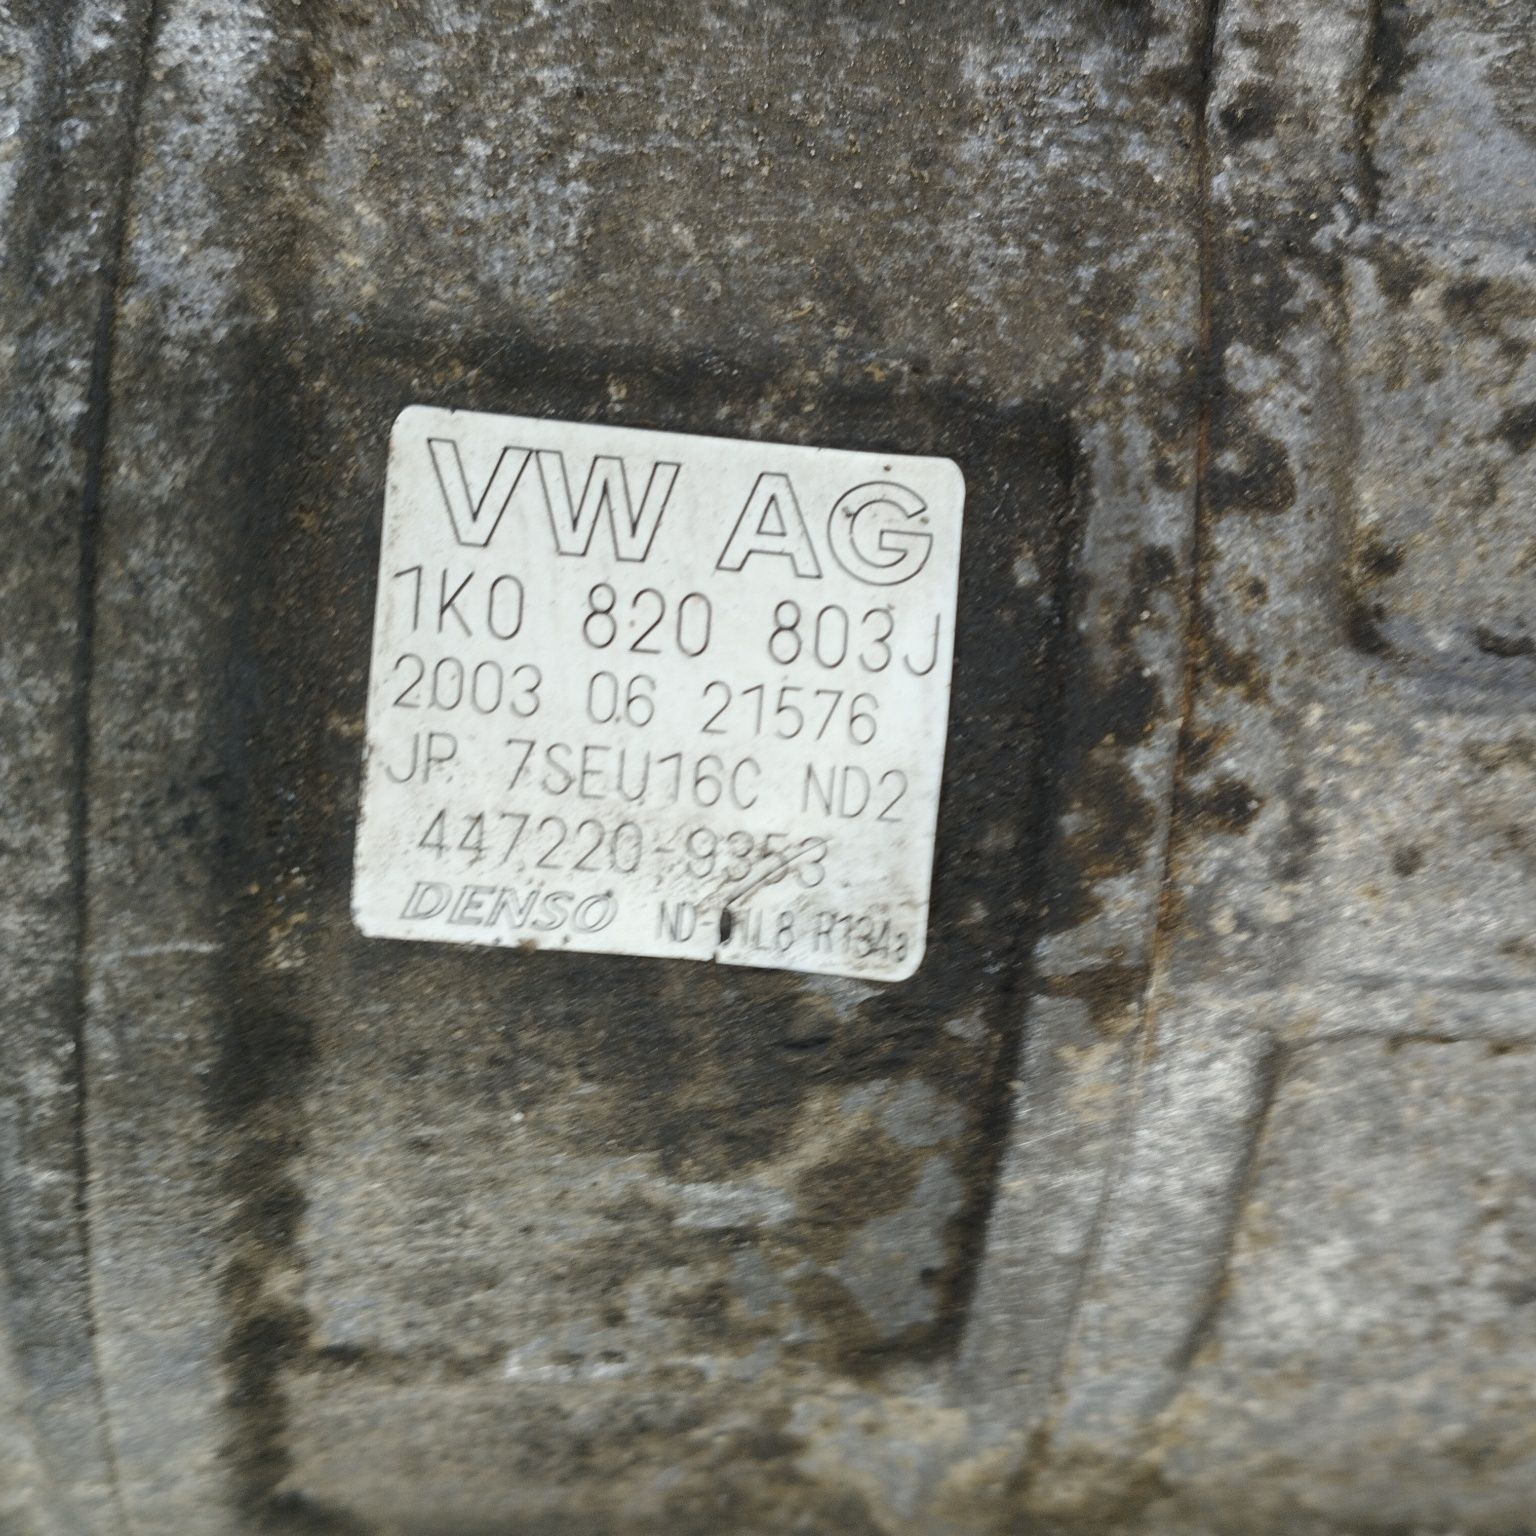 VW AG
1K0 820 803J
2003 06 21576
JP 7SEU16C ND2
447220-9353
DENSO ND-OIL8 R134a